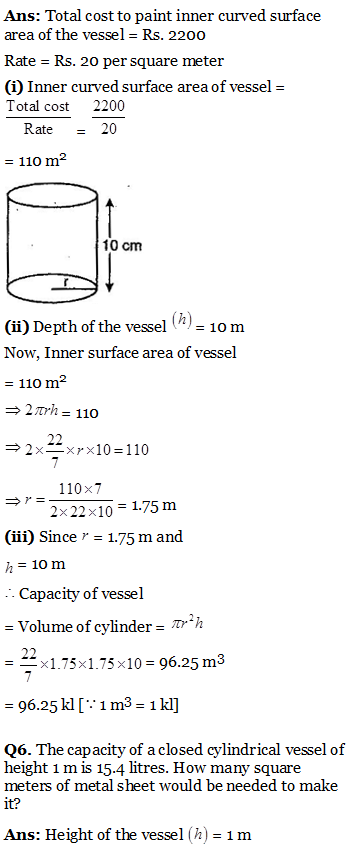 Ans: Total cost to paint inner curved surface
area of the vessel = Rs. 2200
Rate = Rs. 20 per square meter
(i) Inner curved surface area of vessel =
Total cost / Rate = 2200 / 20
= 110 m²
10 cm
r
(ii) Depth of the vessel (h) = 10 m
Now, Inner surface area of vessel
= 110 m²
⇒ 2πrh = 110
⇒ 2 × 22/7 × r × 10 = 110
⇒ r = 110×7 / 2×22×10 = 1.75 m
(iii) Since r = 1.75 m and
h = 10 m
∴ Capacity of vessel
= Volume of cylinder = πr²h
= 22/7 ×1.75×1.75×10 = 96.25 m³
= 96.25 kl [∵ 1 m³ = 1 kl]
Q6. The capacity of a closed cylindrical vessel of
height 1 m is 15.4 litres. How many square
meters of metal sheet would be needed to make
it?
Ans: Height of the vessel (h) = 1 m